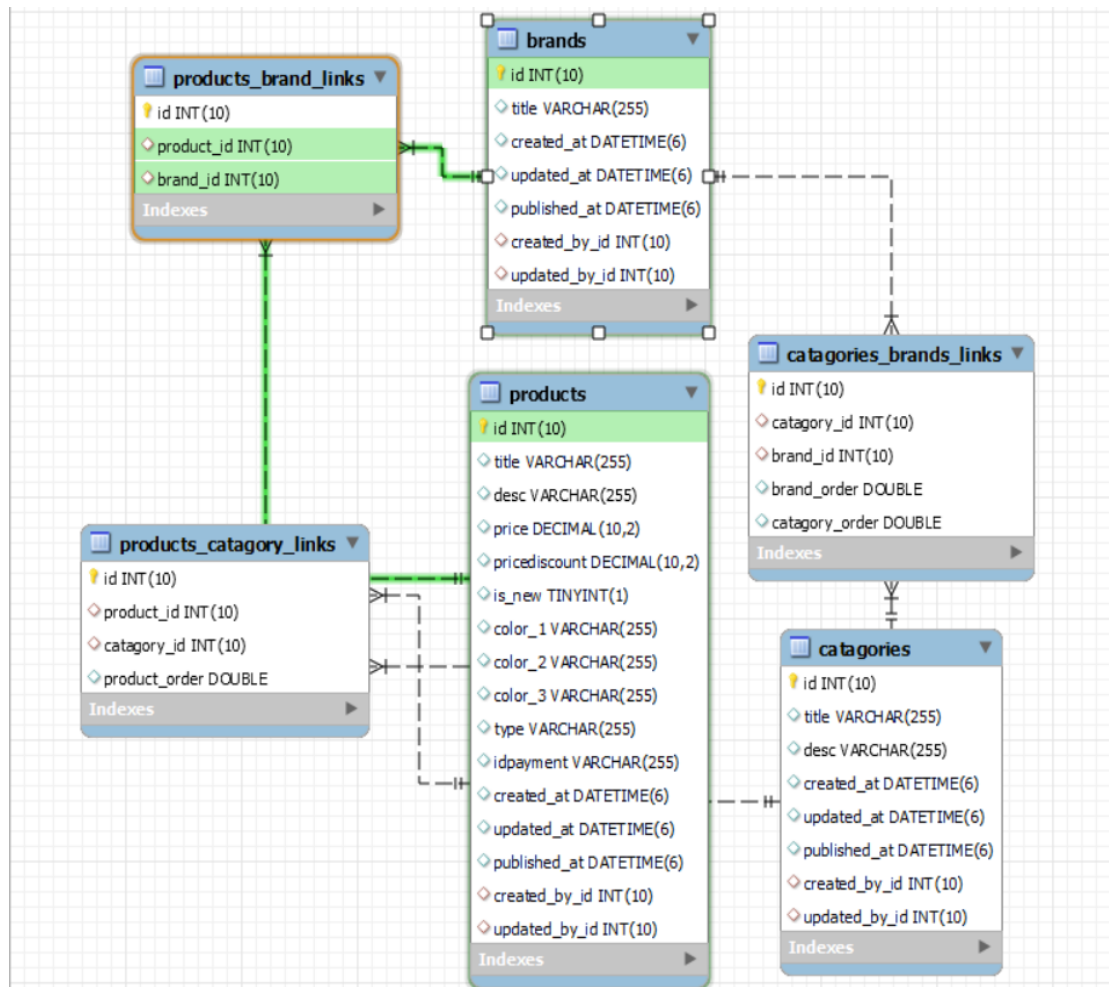 brands
id INT(10)
title VARCHAR(255)
created_at DATETIME(6)
updated_at DATETIME(6)
published_at DATETIME(6)
created_by_id INT(10)
updated_by_id INT(10)
Indexes
products_brand_links
id INT(10)
product_id INT(10)
brand_id INT(10)
Indexes
catagories_brands_links
id INT(10)
catagory_id INT(10)
brand_id INT(10)
brand_order DOUBLE
catagory_order DOUBLE
Indexes
products
id INT(10)
title VARCHAR(255)
desc VARCHAR(255)
price DECIMAL(10,2)
pricediscount DECIMAL(10,2)
is_new TINYINT(1)
color_1 VARCHAR(255)
color_2 VARCHAR(255)
color_3 VARCHAR(255)
type VARCHAR(255)
idpayment VARCHAR(255)
created_at DATETIME(6)
updated_at DATETIME(6)
published_at DATETIME(6)
created_by_id INT(10)
updated_by_id INT(10)
Indexes
products_catagory_links
id INT(10)
product_id INT(10)
catagory_id INT(10)
product_order DOUBLE
Indexes
catagories
id INT(10)
title VARCHAR(255)
desc VARCHAR(255)
created_at DATETIME(6)
updated_at DATETIME(6)
published_at DATETIME(6)
created_by_id INT(10)
updated_by_id INT(10)
Indexes